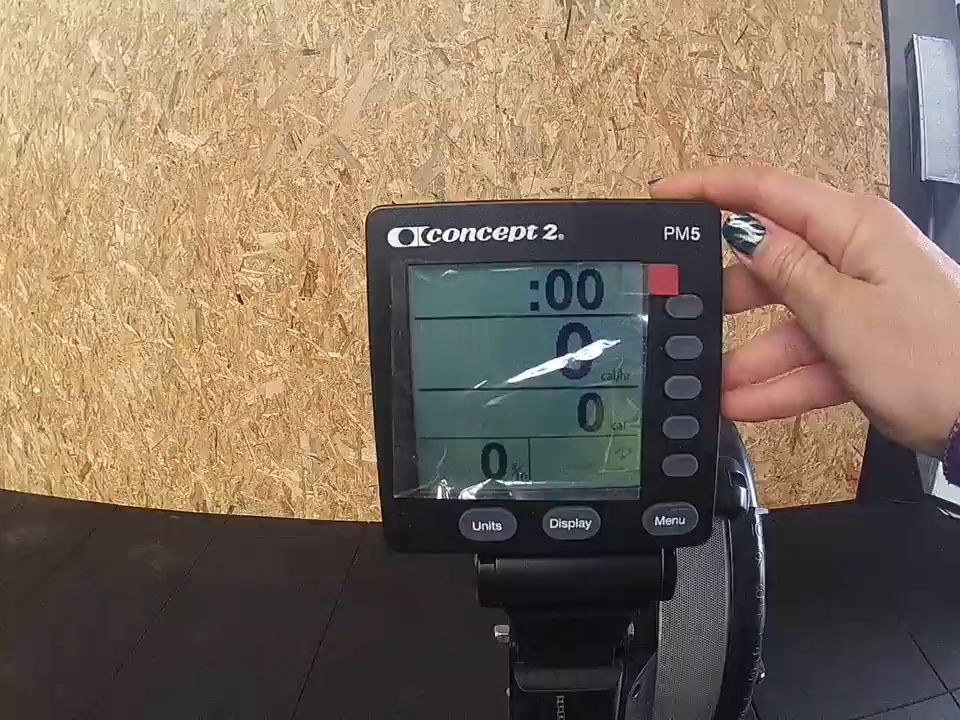 concept 2®
PM5
:00
0
cal/hr
0 cal
0
Units Display Menu